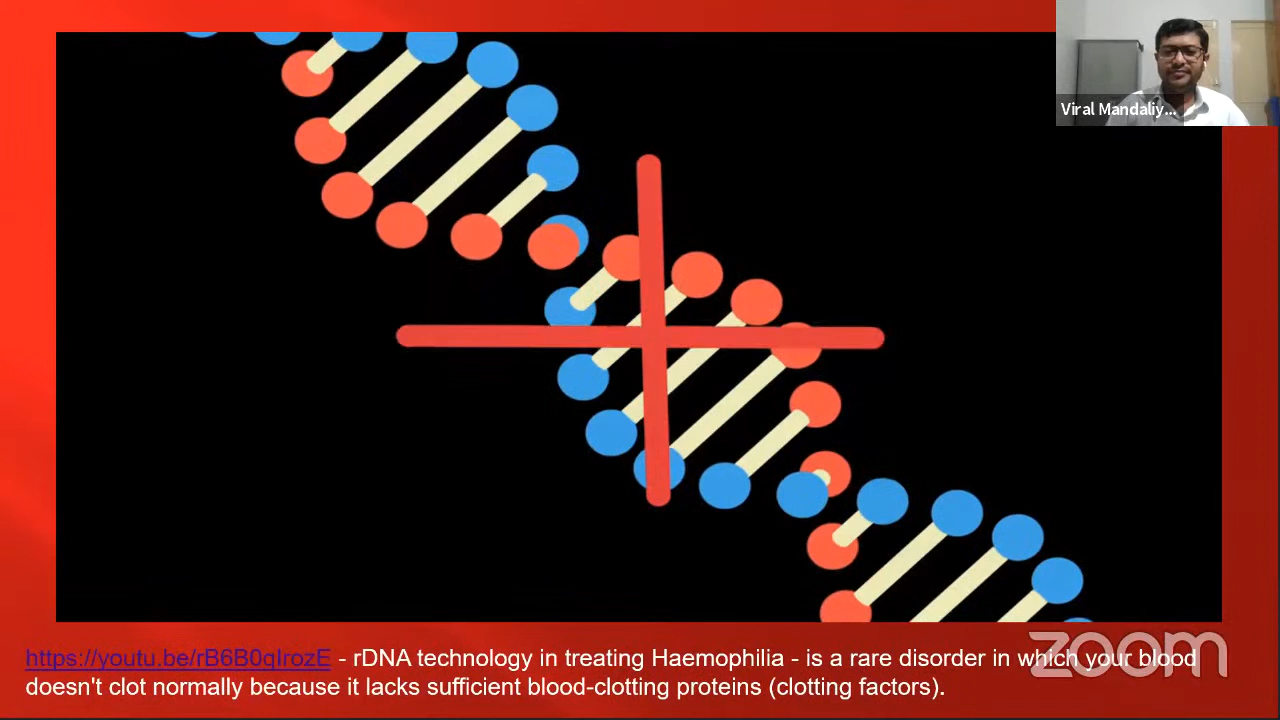 Viral Mandaliy...
https://youtu.be/rB6B0qIrozE - rDNA technology in treating Haemophilia - is a rare disorder in which your blood
doesn't clot normally because it lacks sufficient blood-clotting proteins (clotting factors).
zoom